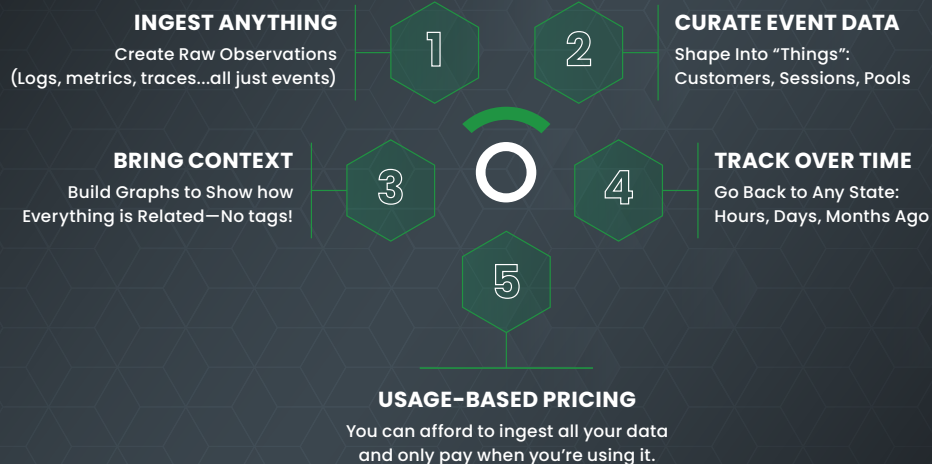 1
INGEST ANYTHING
Create Raw Observations
(Logs, metrics, traces...all just events)
2
CURATE EVENT DATA
Shape Into “Things”:
Customers, Sessions, Pools
3
BRING CONTEXT
Build Graphs to Show how
Everything is Related—No tags!
4
TRACK OVER TIME
Go Back to Any State:
Hours, Days, Months Ago
5
USAGE-BASED PRICING
You can afford to ingest all your data
and only pay when you’re using it.